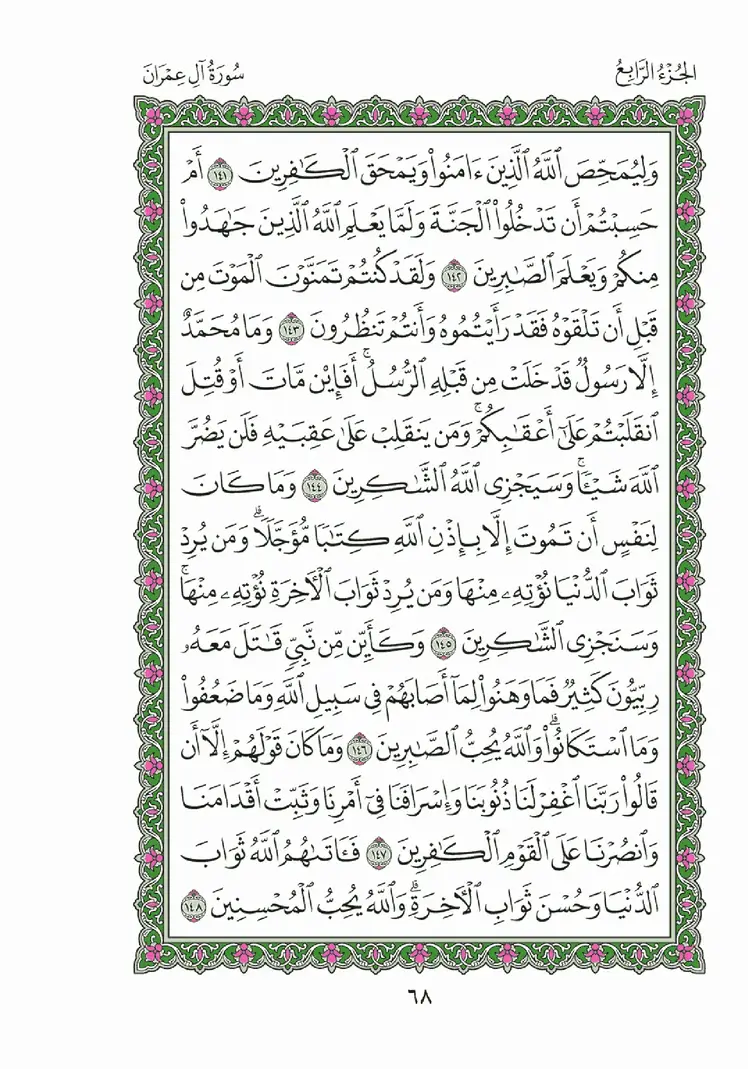 الجُزْءُ الرَّابِعُ
سُورَةُ آلِ عِمْرَانَ
وَلِيُمَحِّصَ ٱللَّهُ ٱلَّذِينَ ءَامَنُوا۟ وَيَمْحَقَ ٱلْكَـٰفِرِينَ ١٤١ أَمْ
حَسِبْتُمْ أَن تَدْخُلُوا۟ ٱلْجَنَّةَ وَلَمَّا يَعْلَمِ ٱللَّهُ ٱلَّذِينَ جَـٰهَدُوا۟
مِنكُمْ وَيَعْلَمَ ٱلصَّـٰبِرِينَ ١٤٢ وَلَقَدْ كُنتُمْ تَمَنَّوْنَ ٱلْمَوْتَ مِن
قَبْلِ أَن تَلْقَوْهُ فَقَدْ رَأَيْتُمُوهُ وَأَنتُمْ تَنظُرُونَ ١٤٣ وَمَا مُحَمَّدٌ
إِلَّا رَسُولٌ قَدْ خَلَتْ مِن قَبْلِهِ ٱلرُّسُلُ ۚ أَفَإِي۟ن مَّاتَ أَوْ قُتِلَ
ٱنقَلَبْتُمْ عَلَىٰٓ أَعْقَـٰبِكُمْ ۚ وَمَن يَنقَلِبْ عَلَىٰ عَقِبَيْهِ فَلَن يَضُرَّ
ٱللَّهَ شَيْـًٔا ۗ وَسَيَجْزِى ٱللَّهُ ٱلشَّـٰكِرِينَ ١٤٤ وَمَا كَانَ
لِنَفْسٍ أَن تَمُوتَ إِلَّا بِإِذْنِ ٱللَّهِ كِتَـٰبًا مُّؤَجَّلًا ۗ وَمَن يُرِدْ
ثَوَابَ ٱلدُّنْيَا نُؤْتِهِۦ مِنْهَا وَمَن يُرِدْ ثَوَابَ ٱلْـَٔاخِرَةِ نُؤْتِهِۦ مِنْهَا ۚ
وَسَنَجْزِى ٱلشَّـٰكِرِينَ ١٤٥ وَكَأَيِّن مِّن نَّبِىٍّ قَـٰتَلَ مَعَهُۥ
رِبِّيُّونَ كَثِيرٌ فَمَا وَهَنُوا۟ لِمَآ أَصَابَهُمْ فِى سَبِيلِ ٱللَّهِ وَمَا ضَعُفُوا۟
وَمَا ٱسْتَكَانُوا۟ ۗ وَٱللَّهُ يُحِبُّ ٱلصَّـٰبِرِينَ ١٤٦ وَمَا كَانَ قَوْلَهُمْ إِلَّآ أَن
قَالُوا۟ رَبَّنَا ٱغْفِرْ لَنَا ذُنُوبَنَا وَإِسْرَافَنَا فِىٓ أَمْرِنَا وَثَبِّتْ أَقْدَامَنَا
وَٱنصُرْنَا عَلَى ٱلْقَوْمِ ٱلْكَـٰفِرِينَ ١٤٧ فَـَٔاتَىٰهُمُ ٱللَّهُ ثَوَابَ
ٱلدُّنْيَا وَحُسْنَ ثَوَابِ ٱلْـَٔاخِرَةِ ۗ وَٱللَّهُ يُحِبُّ ٱلْمُحْسِنِينَ ١٤٨
٦٨